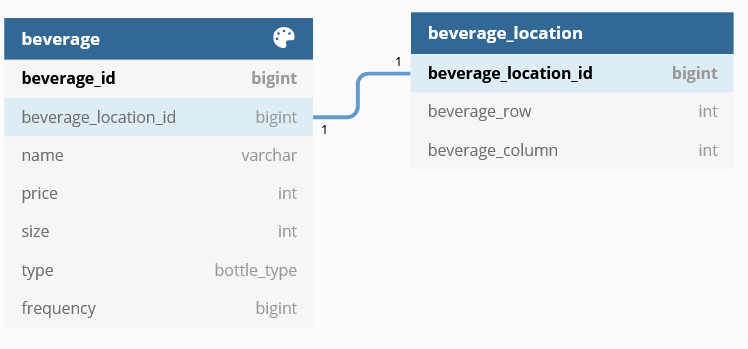 beverage
beverage_id bigint
beverage_location_id bigint
name varchar
price int
size int
type bottle_type
frequency bigint
1
1
beverage_location
beverage_location_id bigint
beverage_row int
beverage_column int